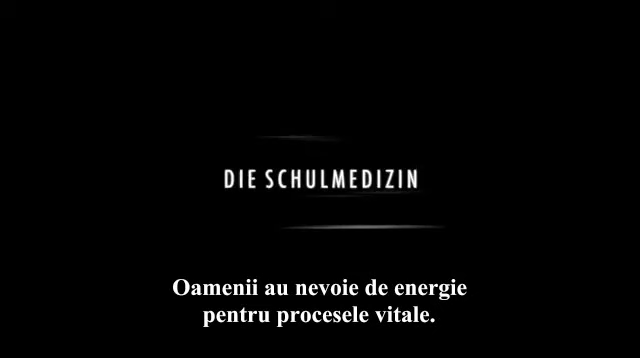 DIE SCHULMEDIZIN
Oamenii au nevoie de energie
pentru procesele vitale.